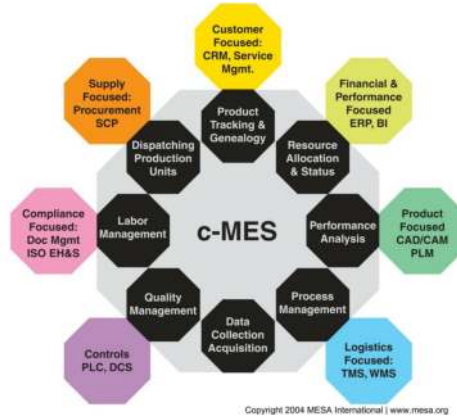 Customer
Focused:
CRM, Service
Mgmt.
Supply
Focused:
Procurement
SCP
Financial &
Performance
Focused
ERP, BI
Product
Tracking &
Genealogy
Dispatching
Production
Units
Resource
Allocation
& Status
Compliance
Focused:
Doc Mgmt
ISO EH&S
Labor
Management
c-MES
Performance
Analysis
Product
Focused
CAD/CAM
PLM
Quality
Management
Process
Management
Data
Collection
Acquisition
Controls
PLC, DCS
Logistics
Focused:
TMS, WMS
Copyright 2004 MESA International | www.mesa.org